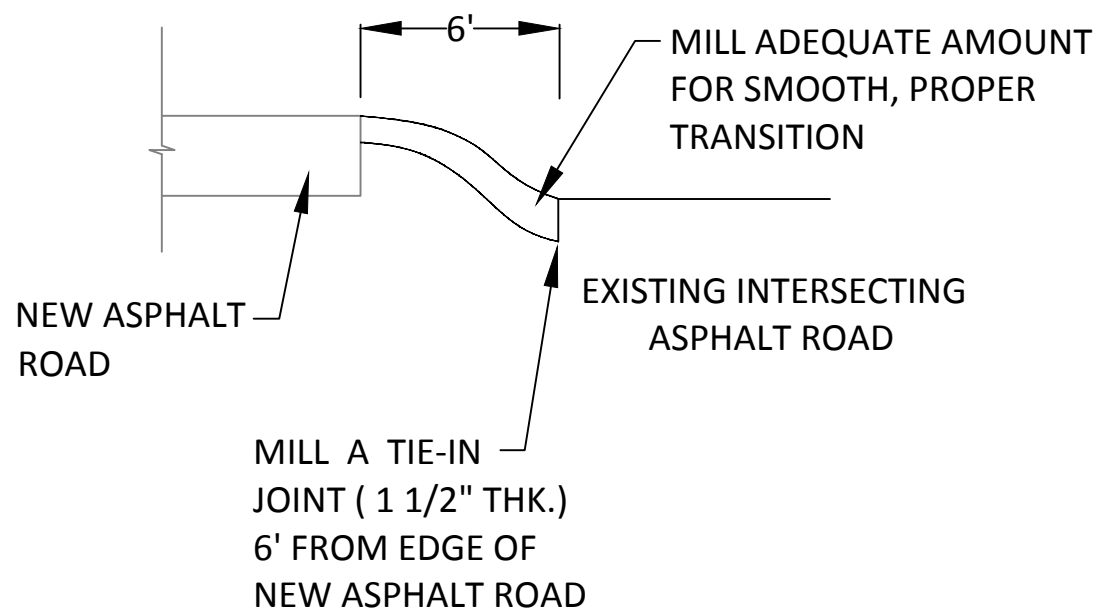 6'
MILL ADEQUATE AMOUNT
FOR SMOOTH, PROPER
TRANSITION
NEW ASPHALT
ROAD
EXISTING INTERSECTING
ASPHALT ROAD
MILL A TIE-IN
JOINT ( 1 1/2" THK.)
6' FROM EDGE OF
NEW ASPHALT ROAD